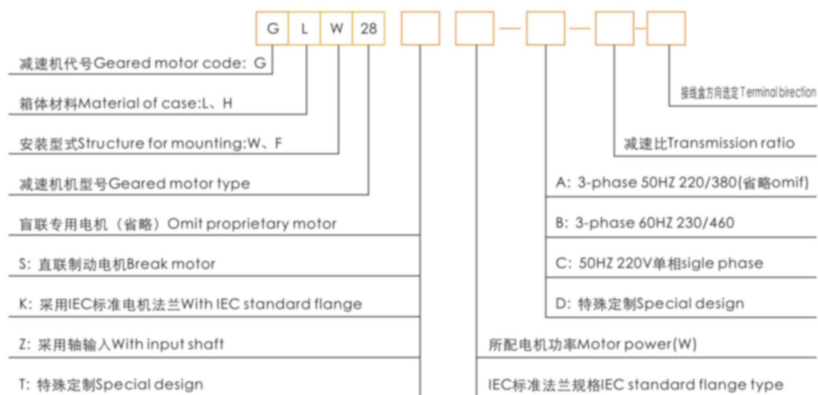 G L W 28
减速机代号Geared motor code: G
接线盒方向选定Terminal birection
箱体材料Material of case:L、H
安装型式Structure for mounting:W、F
减速比Transmission ratio
减速机机型号Geared motor type
A: 3-phase 50HZ 220/380(省略omif)
盲联专用电机（省略）Omit proprietary motor
B: 3-phase 60HZ 230/460
S: 直联制动电机Break motor
C: 50HZ 220V单相sigle phase
K: 采用IEC标准电机法兰With IEC standard flange
D: 特殊定制Special design
Z: 采用轴输入With input shaft
所配电机功率Motor power(W)
T: 特殊定制Special design
IEC标准法兰规格IEC standard flange type